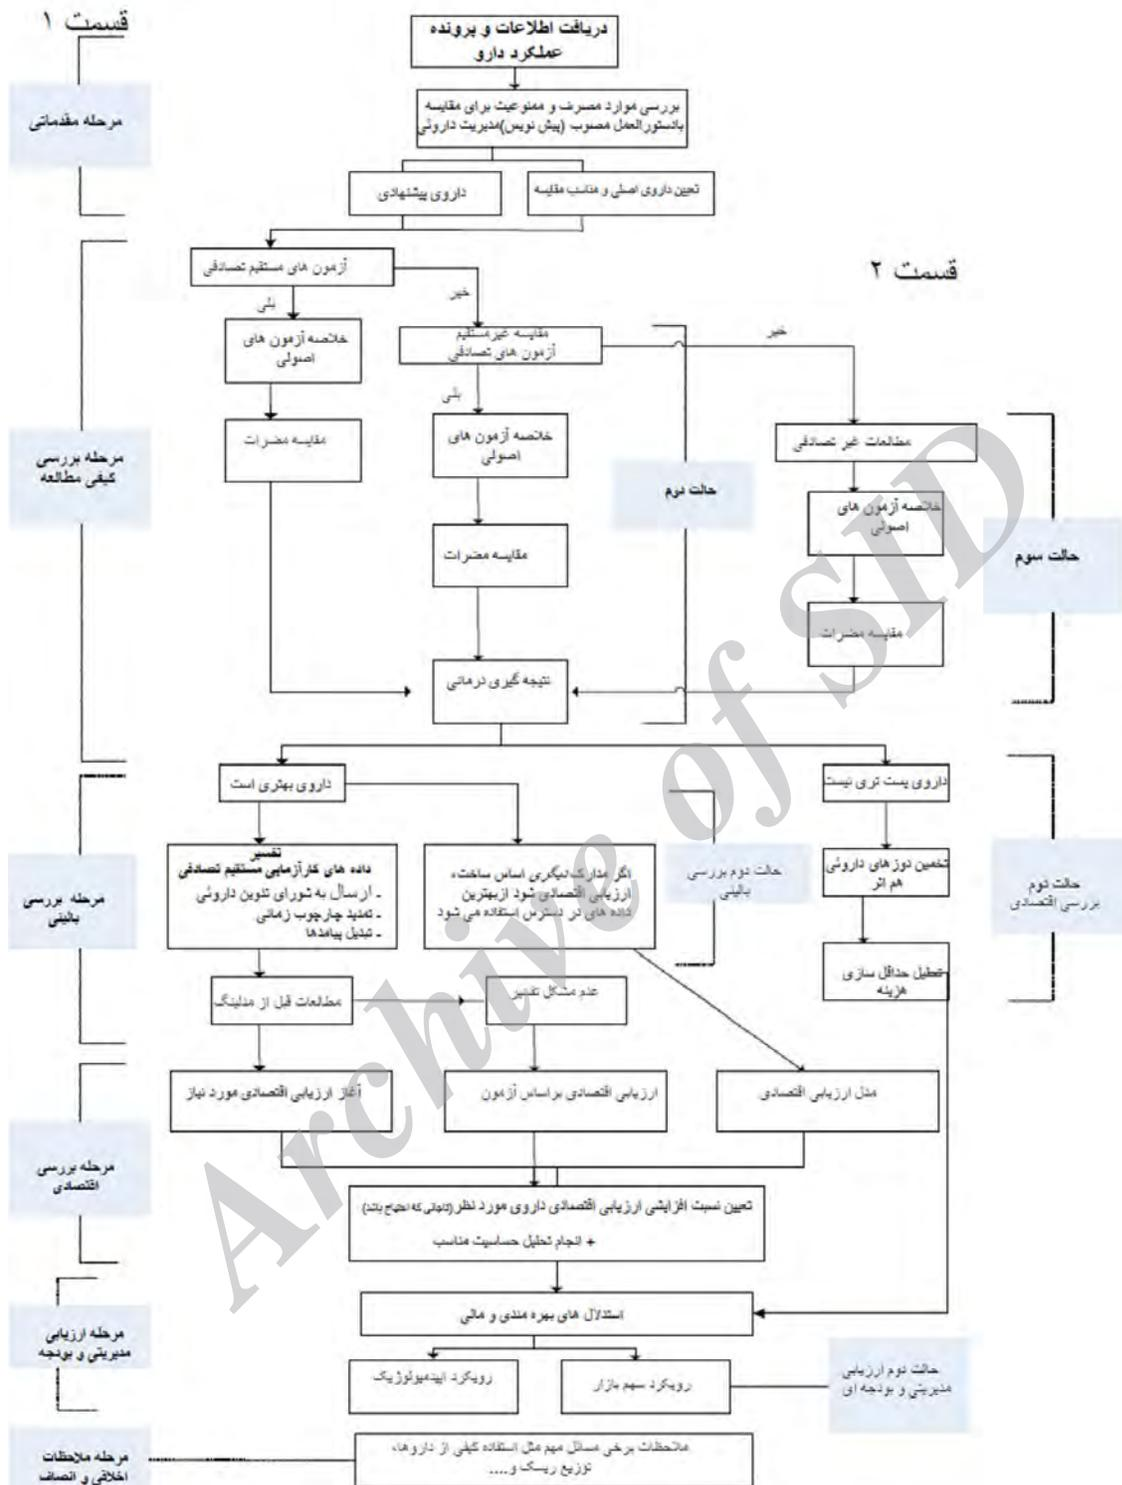 قسمت ۱
دریافت اطلاعات و پرونده
عملکرد دارو
مرحله مقدماتی
بررسی موارد مصرف و ممنوعیت برای مقایسه
بادستورالعمل مصوب (پیش نویس)مدیریت داروئی
داروی پیشنهادی
تعیین داروی اصلی و مناسب مقایسه
آزمون های مستقیم تصادفی
قسمت ۲
بلی
خیر
خلاصه آزمون های
اصولی
مقایسه غیرمستقیم
آزمون های تصادفی
خیر
بلی
مقایسه مضرات
خلاصه آزمون های
اصولی
مطالعات غیر تصادفی
مرحله بررسی
کیفی مطالعه
حالت دوم
خلاصه آزمون های
اصولی
حالت سوم
مقایسه مضرات
مقایسه مضرات
نتیجه گیری درمانی
داروی بهتری است
داروی پست تری نیست
تفسیر
داده های کارآزمایی مستقیم تصادفی
- ارسال به شورای تدوین داروئی
- تمدید چارچوب زمانی
- تبدیل پیامدها
اگر مدارک دیگری اساس ساخت،
ارزیابی اقتصادی شود ازبهترین
داده های در دسترس استفاده می شود
حالت دوم بررسی
بالینی
تخمین دوزهای داروئی
هم اثر
حالت دوم
بررسی اقتصادی
مرحله بررسی
بالینی
تحلیل حداقل سازی
هزینه
مطالعات قبل از مدلینگ
عدم مشکل تفسیر
آغاز ارزیابی اقتصادی مورد نیاز
ارزیابی اقتصادی براساس آزمون
مدل ارزیابی اقتصادی
مرحله بررسی
اقتصادی
تعیین نسبت افزایشی ارزیابی اقتصادی داروی مورد نظر(تاجائی که احتیاج باشد)
+ انجام تحلیل حساسیت مناسب
استدلال های بهره مندی و مالی
مرحله ارزیابی
مدیریتی و بودجه
رویکرد اپیدمیولوژیک
رویکرد سهم بازار
حالت دوم ارزیابی
مدیریتی و بودجه ای
مرحله ملاحظات
اخلاقی و انصاف
ملاحظات برخی مسائل مهم مثل استفاده کیفی از داروها،
توزیع ریسک و....
Archive of SID